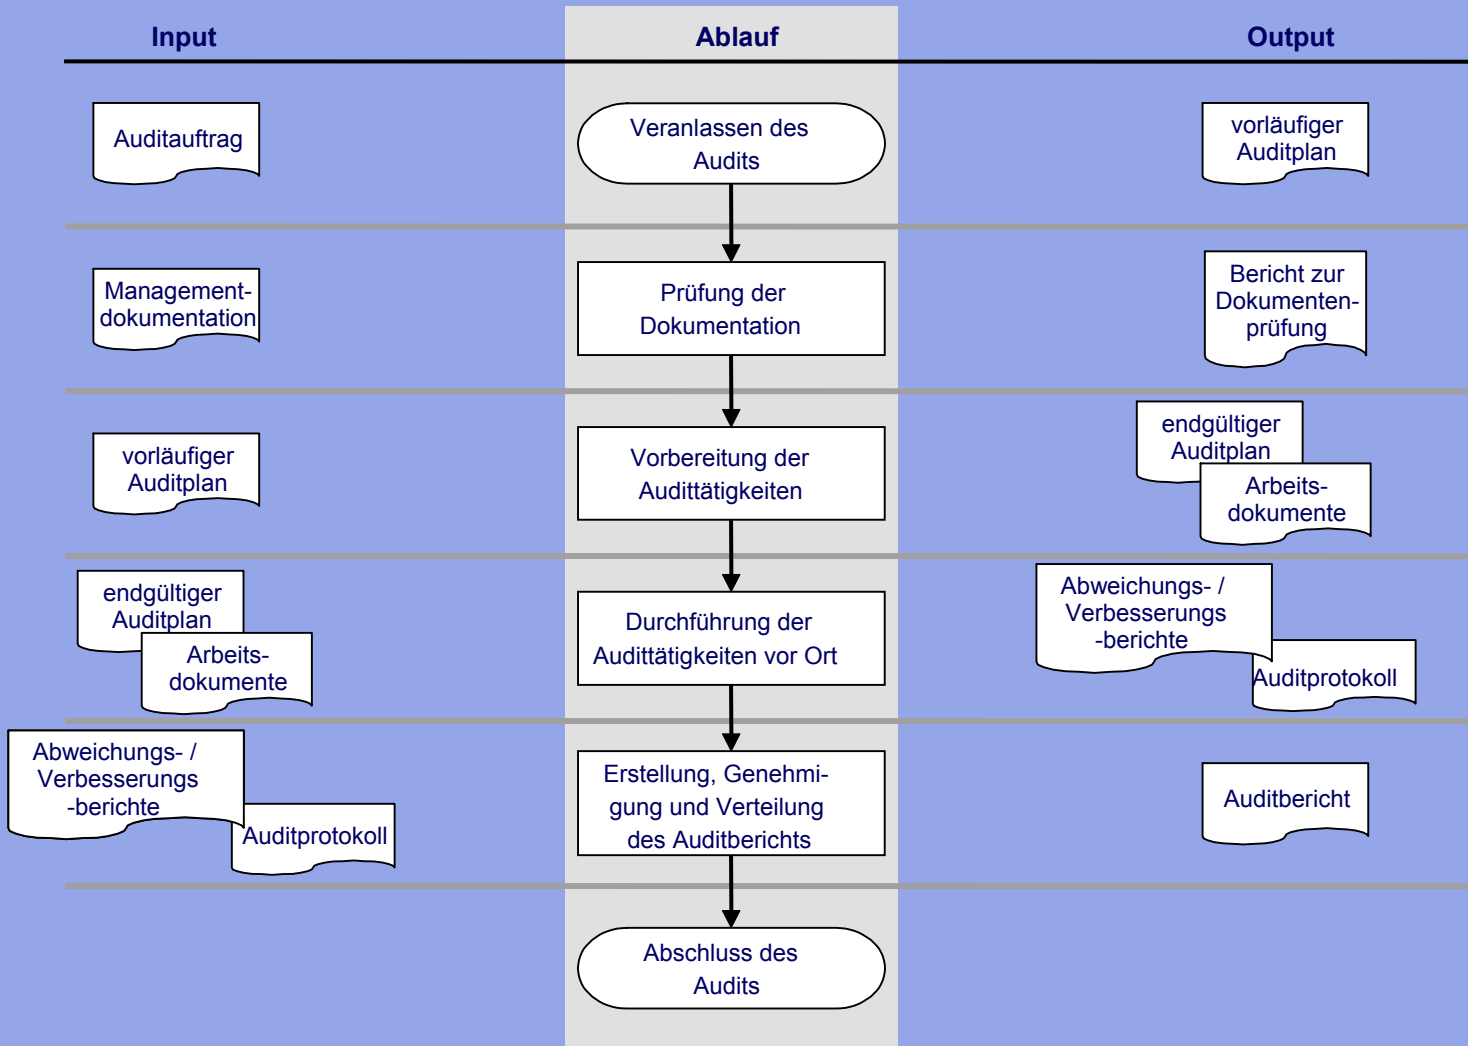 Input
Ablauf
Output
Auditauftrag
Veranlassen des
Audits
vorläufiger
Auditplan
Management-
dokumentation
Prüfung der
Dokumentation
Bericht zur
Dokumenten-
prüfung
vorläufiger
Auditplan
Vorbereitung der
Audittätigkeiten
endgültiger
Auditplan
Arbeits-
dokumente
endgültiger
Auditplan
Arbeits-
dokumente
Durchführung der
Audittätigkeiten vor Ort
Abweichungs- /
Verbesserungs
-berichte
Auditprotokoll
Abweichungs- /
Verbesserungs
-berichte
Auditprotokoll
Erstellung, Genehmi-
gung und Verteilung
des Auditberichts
Auditbericht
Abschluss des
Audits